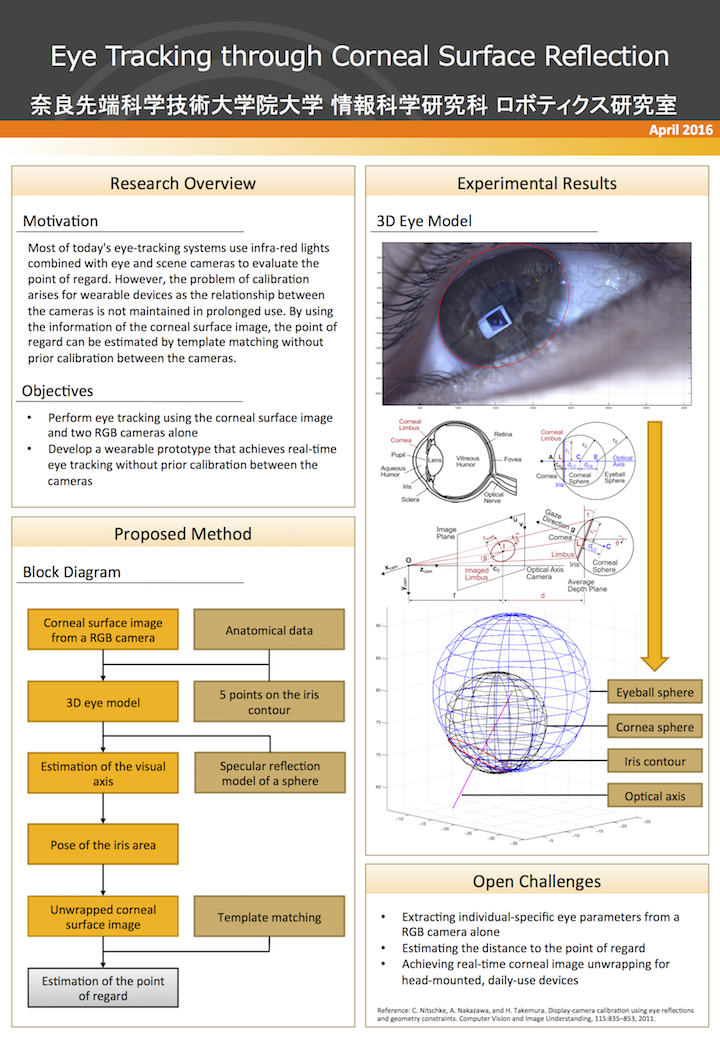 Eye Tracking through Corneal Surface Reflection
奈良先端科学技術大学院大学 情報科学研究科 ロボティクス研究室
April 2016
Research Overview
Motivation
Most of today's eye-tracking systems use infra-red lights
combined with eye and scene cameras to evaluate the
point of regard. However, the problem of calibration
arises for wearable devices as the relationship between
the cameras is not maintained in prolonged use. By using
the information of the corneal surface image, the point of
regard can be estimated by template matching without
prior calibration between the cameras.
Objectives
• Perform eye tracking using the corneal surface image
and two RGB cameras alone
• Develop a wearable prototype that achieves real-time
eye tracking without prior calibration between the
cameras
Proposed Method
Block Diagram
Corneal surface image
from a RGB camera
Anatomical data
3D eye model
5 points on the iris
contour
Estimation of the visual
axis
Specular reflection
model of a sphere
Pose of the iris area
Unwrapped corneal
surface image
Template matching
Estimation of the point
of regard
Experimental Results
3D Eye Model
Corneal
Limbus
Cornea
Pupil
Aqueous
Humor
Iris
Sclera
Lens
Vitreous
Humor
Retina
Fovea
Optical
Nerve
Corneal
Limbus
A L C E
Optical
Axis
Cornea
Iris
Corneal
Sphere
Eyeball
Sphere
Image
Plane
Gaze
Direction g
Cornea
Limbus
Iris
Corneal
Sphere
Imaged
Limbus
Optical Axis
Camera
Average
Depth Plane
f
d
Eyeball sphere
Cornea sphere
Iris contour
Optical axis
Open Challenges
• Extracting individual-specific eye parameters from a
RGB camera alone
• Estimating the distance to the point of regard
• Achieving real-time corneal image unwrapping for
head-mounted, daily-use devices
Reference: C. Nitschke, A. Nakazawa, and H. Takemura. Display-camera calibration using eye reflections
and geometry constraints. Computer Vision and Image Understanding, 115:835–853, 2011.